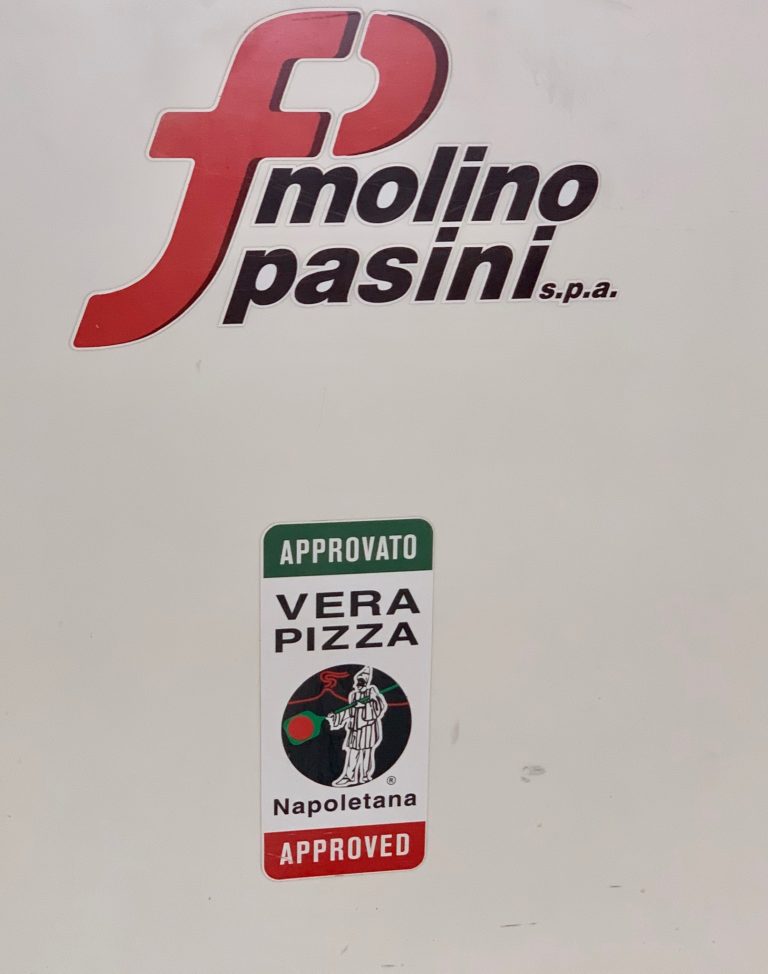 molino
pasini s.p.a.
APPROVATO
VERA
PIZZA
®
Napoletana
APPROVED